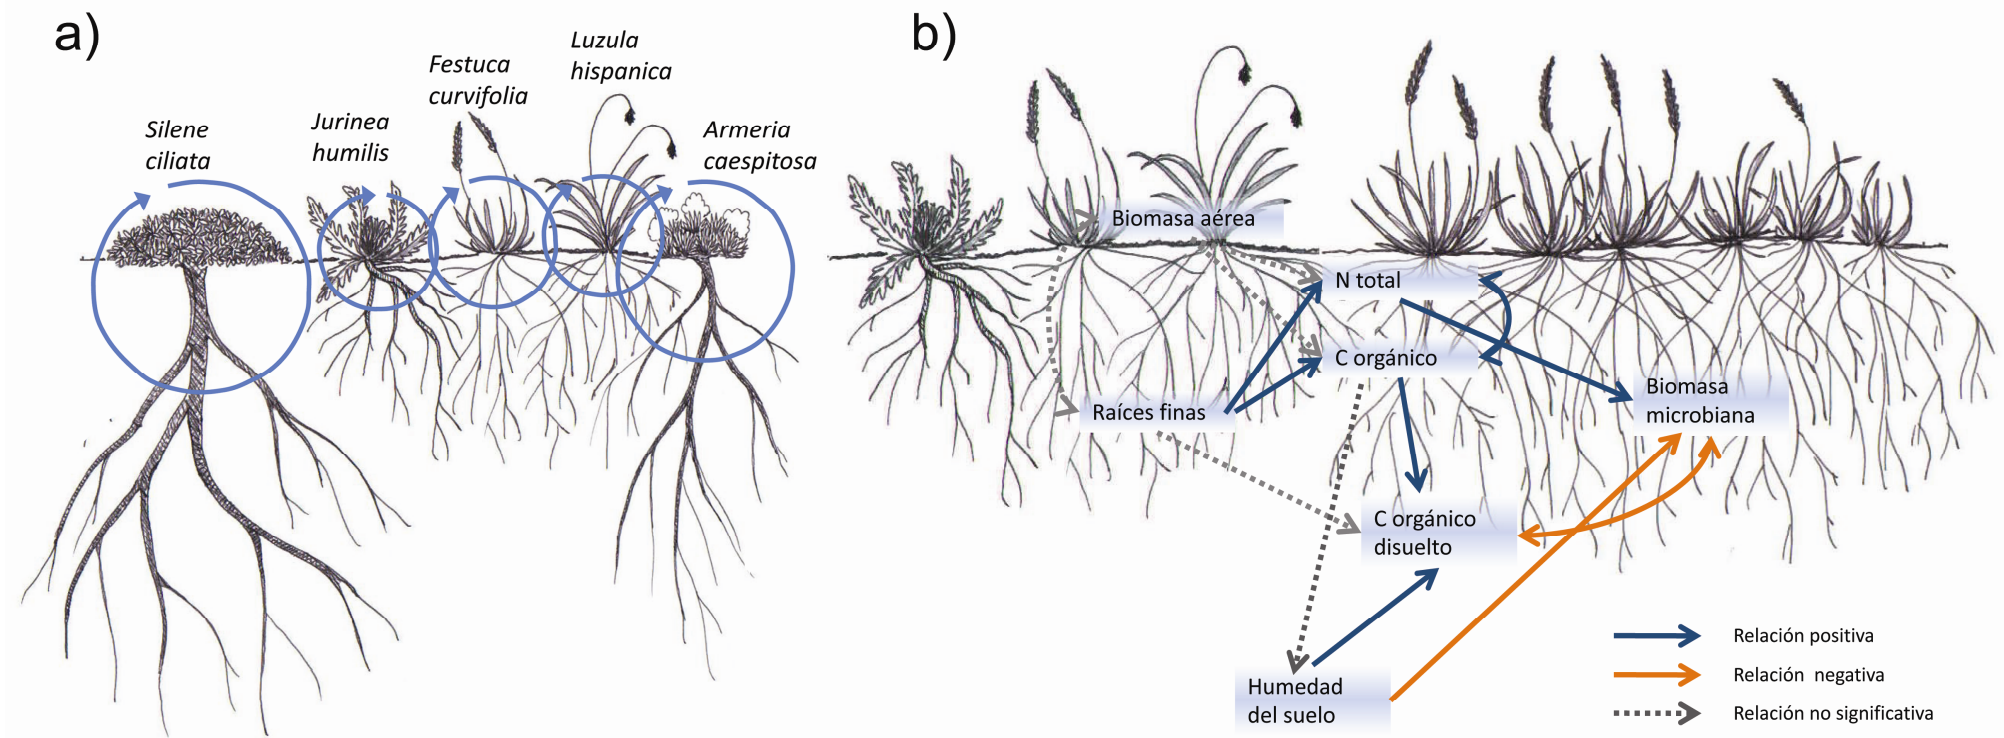 a)
Silene
ciliata
Jurinea
humilis
Festuca
curvifolia
Luzula
hispanica
Armeria
caespitosa
b)
Biomasa aérea
N total
C orgánico
Raíces finas
Biomasa
microbiana
C orgánico
disuelto
Humedad
del suelo
Relación positiva
Relación negativa
Relación no significativa